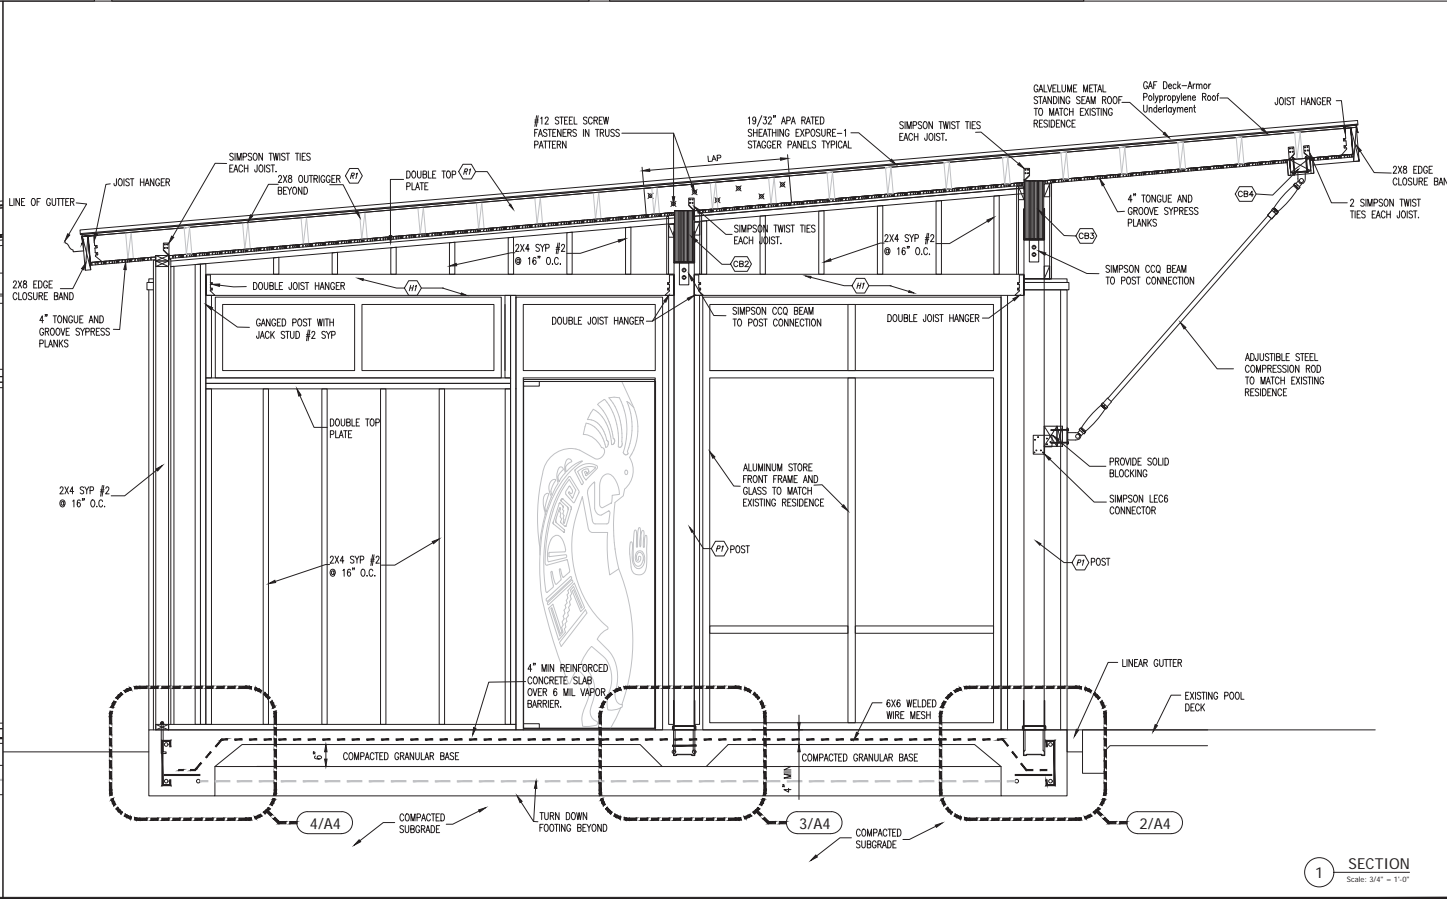 GALVELUME METAL
STANDING SEAM ROOF
TO MATCH EXISTING
RESIDENCE
GAF Deck-Armor
Polypropylene Roof
Underlayment
JOIST HANGER
#12 STEEL SCREW
FASTENERS IN TRUSS
PATTERN
19/32" APA RATED
SHEATHING EXPOSURE-1
STAGGER PANELS TYPICAL
SIMPSON TWIST TIES
EACH JOIST.
LAP
SIMPSON TWIST TIES
EACH JOIST.
2X8 OUTRIGGER
BEYOND
R1
DOUBLE TOP
PLATE
R1
JOIST HANGER
LINE OF GUTTER
2X8 EDGE
CLOSURE BAN
CB4
2 SIMPSON TWIST
TIES EACH JOIST.
4" TONGUE AND
GROOVE SYPRESS
PLANKS
SIMPSON TWIST TIES
EACH JOIST.
2X4 SYP #2
@ 16" O.C.
CB2
2X4 SYP #2
@ 16" O.C.
CB3
SIMPSON CCQ BEAM
TO POST CONNECTION
2X8 EDGE
CLOSURE BAND
4" TONGUE AND
GROOVE SYPRESS
PLANKS
DOUBLE JOIST HANGER
H1
H1
GANGED POST WITH
JACK STUD #2 SYP
DOUBLE JOIST HANGER
SIMPSON CCQ BEAM
TO POST CONNECTION
DOUBLE JOIST HANGER
ADJUSTIBLE STEEL
COMPRESSION ROD
TO MATCH EXISTING
RESIDENCE
DOUBLE TOP
PLATE
2X4 SYP #2
@ 16" O.C.
ALUMINUM STORE
FRONT FRAME AND
GLASS TO MATCH
EXISTING RESIDENCE
PROVIDE SOLID
BLOCKING
SIMPSON LEC6
CONNECTOR
2X4 SYP #2
@ 16" O.C.
P1 POST
P1 POST
4" MIN REINFORCED
CONCRETE SLAB
OVER 6 MIL VAPOR
BARRIER.
6X6 WELDED
WIRE MESH
LINEAR GUTTER
EXISTING POOL
DECK
6"
COMPACTED GRANULAR BASE
4" MIN
COMPACTED GRANULAR BASE
4/A4
COMPACTED
SUBGRADE
TURN DOWN
FOOTING BEYOND
3/A4
COMPACTED
SUBGRADE
2/A4
1
SECTION
Scale: 3/4" = 1'-0"